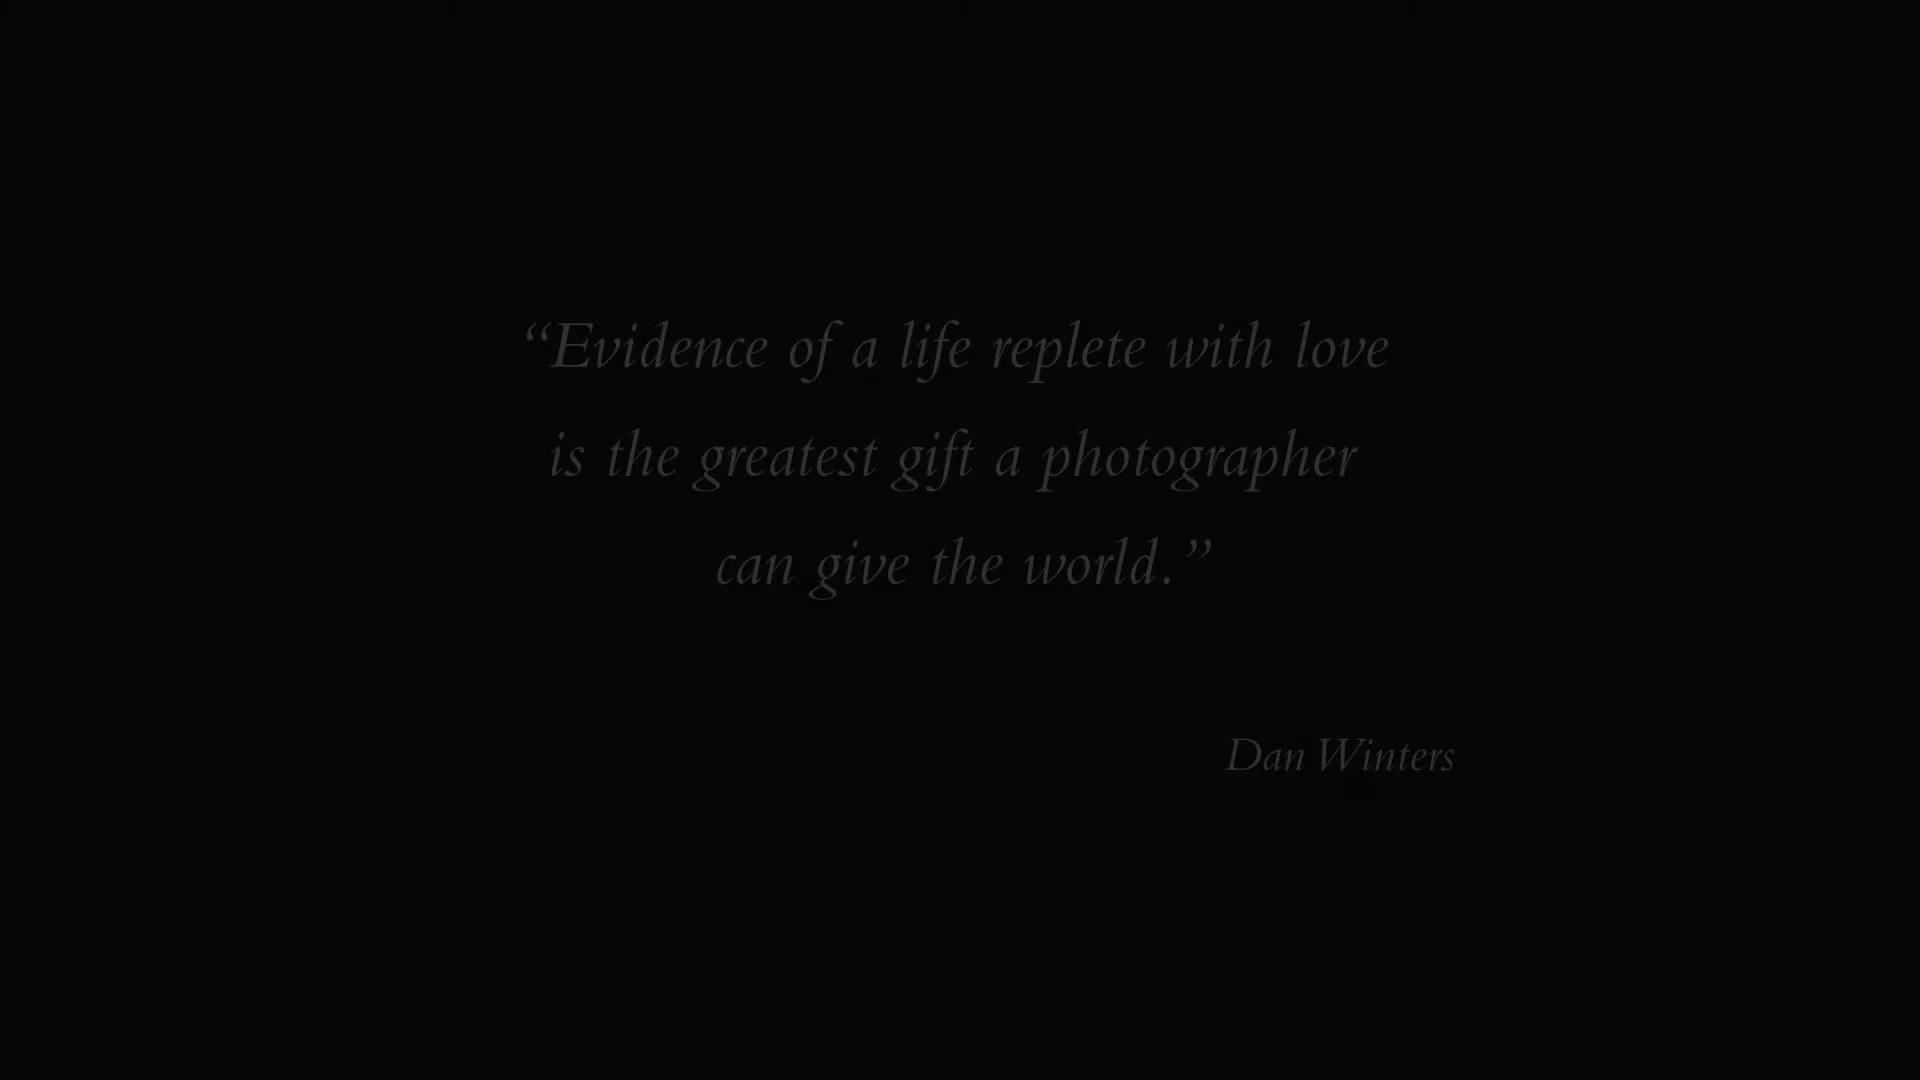 “Evidence of a life replete with love
is the greatest gift a photographer
can give the world.”
Dan Winters